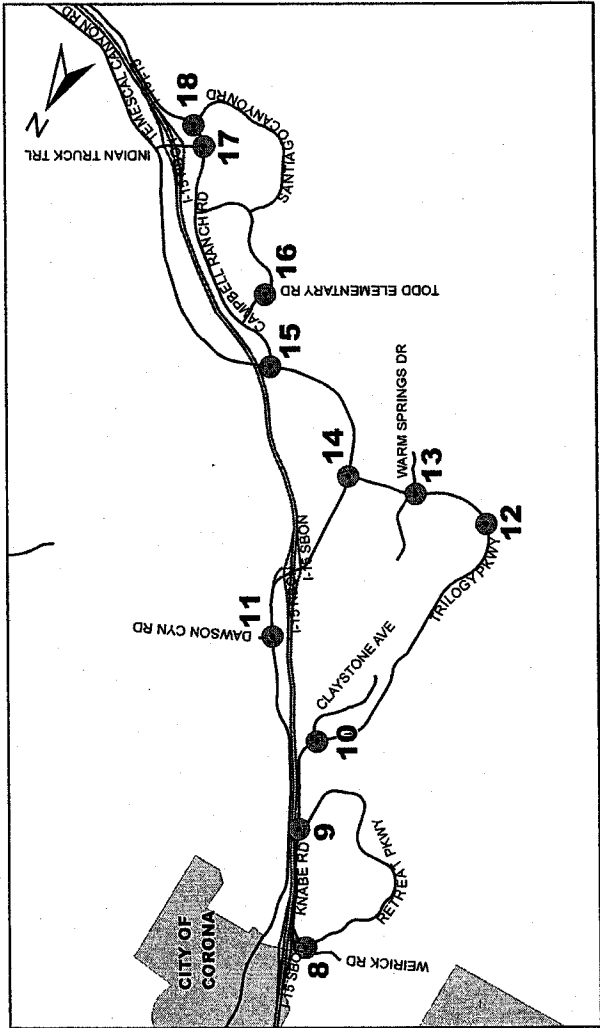 CITY OF
CORONA
I-15 SBO
8
WEIRICK RD
KNABE RD
9
RETREAT PKWY
10
CLAYSTONE AVE
11
DAWSON CYN RD
I-15 SBON
TRILOGY PKWY
12
13
WARM SPRINGS DR
14
15
16
TODD ELEMENTARY RD
CAMPBELL RANCH RD
17
18
SANTIAGO CANYON RD
INDIAN TRUCK TRL
TEMESCAL CANYON RD
N